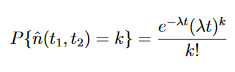 P{n̂(t₁, t₂) = k} = e^{−λt}(λt)^k / k!